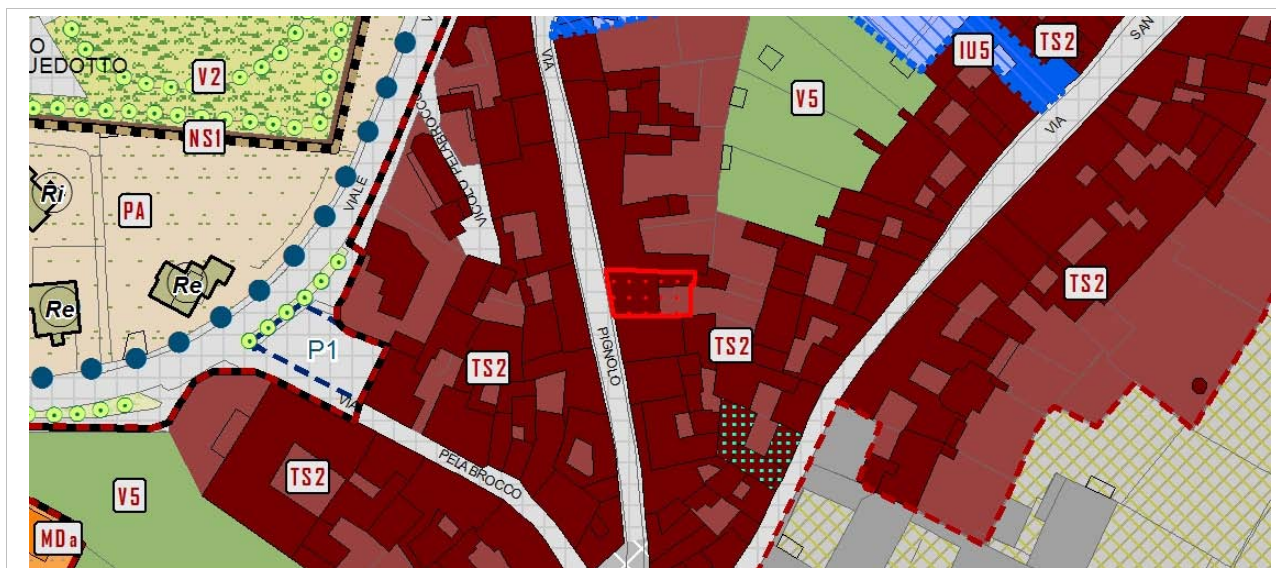 O
UEDOTTO
V2
NS1
Ri
PA
Re
Re
VIALE
P1
VIA
PELABROCCO
V5
TS2
MDa
VICOLO PELABROCCO
VIA
PIGNOLO
TS2
TS2
V5
IU5
TS2
VIA
SAN
TS2